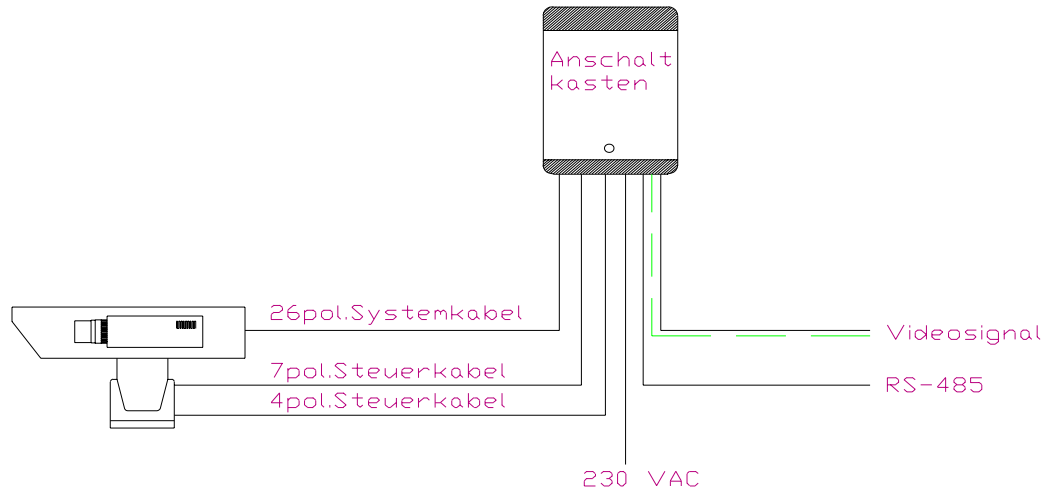 Anschalt
kasten
26pol.Systemkabel
Videosignal
7pol.Steuerkabel
RS-485
4pol.Steuerkabel
230 VAC